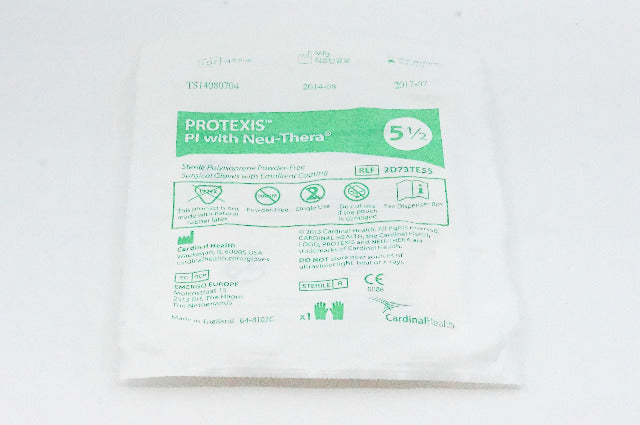 TS14080704 2014-08 2017-07
PROTEXIS™
PI with Neu-Thera®
5 ½
Sterile Polyisoprene Powder-Free
Surgical Gloves with Emollient Coating
REF 2D73TE55
This product is not
made with natural
rubber latex
Powder-Free
Single Use
Do not use
if the pouch
is damaged
See Dispenser Box
Cardinal Health
Waukegan, IL 60085 USA
cardinalhealth.com/gloves
© 2013 Cardinal Health. All rights reserved.
CARDINAL HEALTH, the Cardinal Health
LOGO, PROTEXIS and NEU-THERA are
trademarks of Cardinal Health.
DO NOT store near sources of
ultraviolet light, heat or x-rays.
EC REP
EMERGO EUROPE
Molenstraat 15
2513 BH, The Hague
The Netherlands
STERILE R
CE
x1
CardinalHealth
Made in Thailand